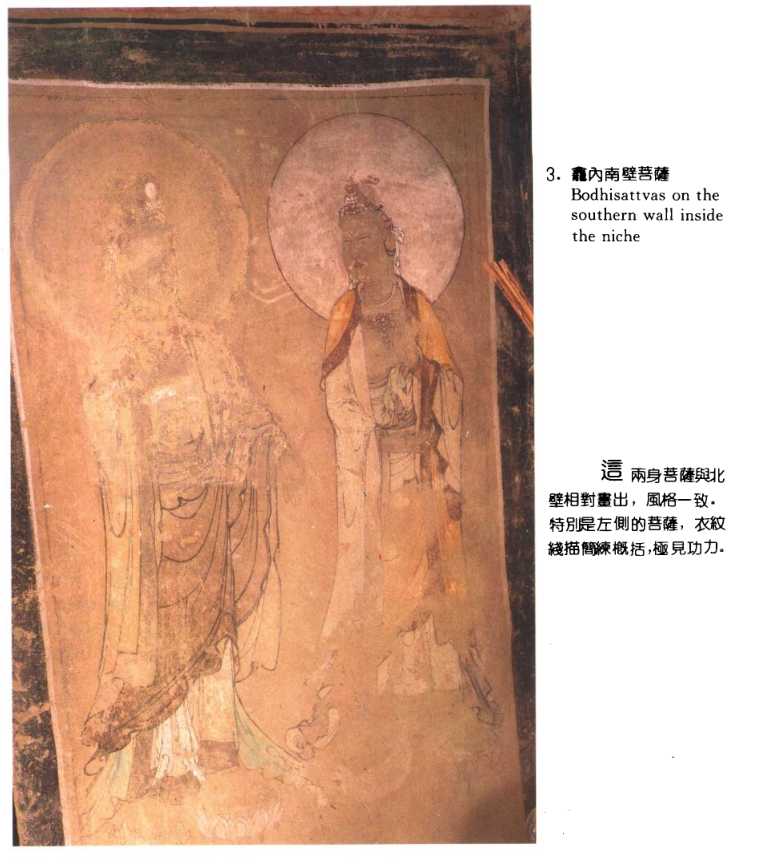 3. 龕內南壁菩薩
Bodhisattvas on the
southern wall inside
the niche
這兩身菩薩與北
壁相對畫出，風格一致。
特別是左側的菩薩，衣紋
綫描簡練概括，極見功力。